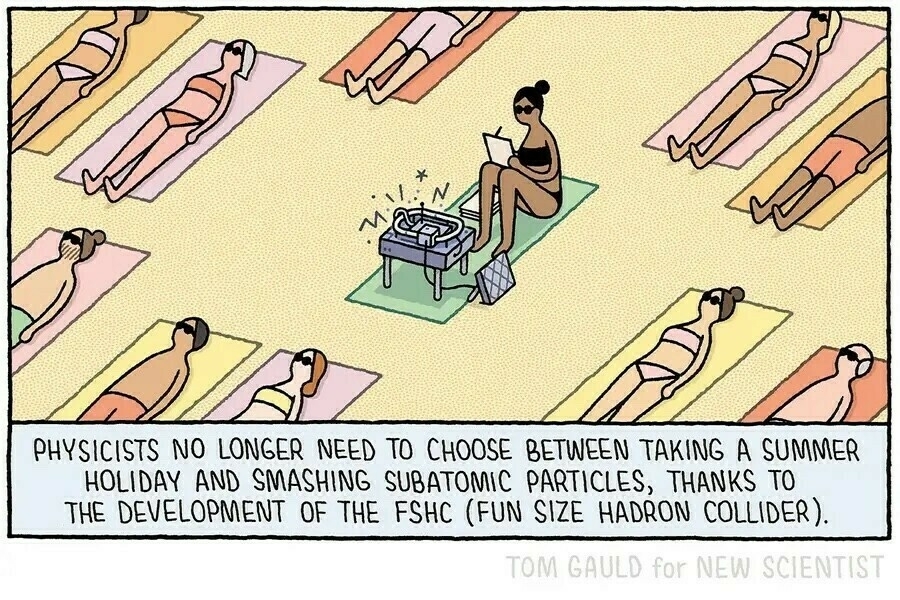 PHYSICISTS NO LONGER NEED TO CHOOSE BETWEEN TAKING A SUMMER
HOLIDAY AND SMASHING SUBATOMIC PARTICLES, THANKS TO
THE DEVELOPMENT OF THE FSHC (FUN SIZE HADRON COLLIDER).
TOM GAULD for NEW SCIENTIST